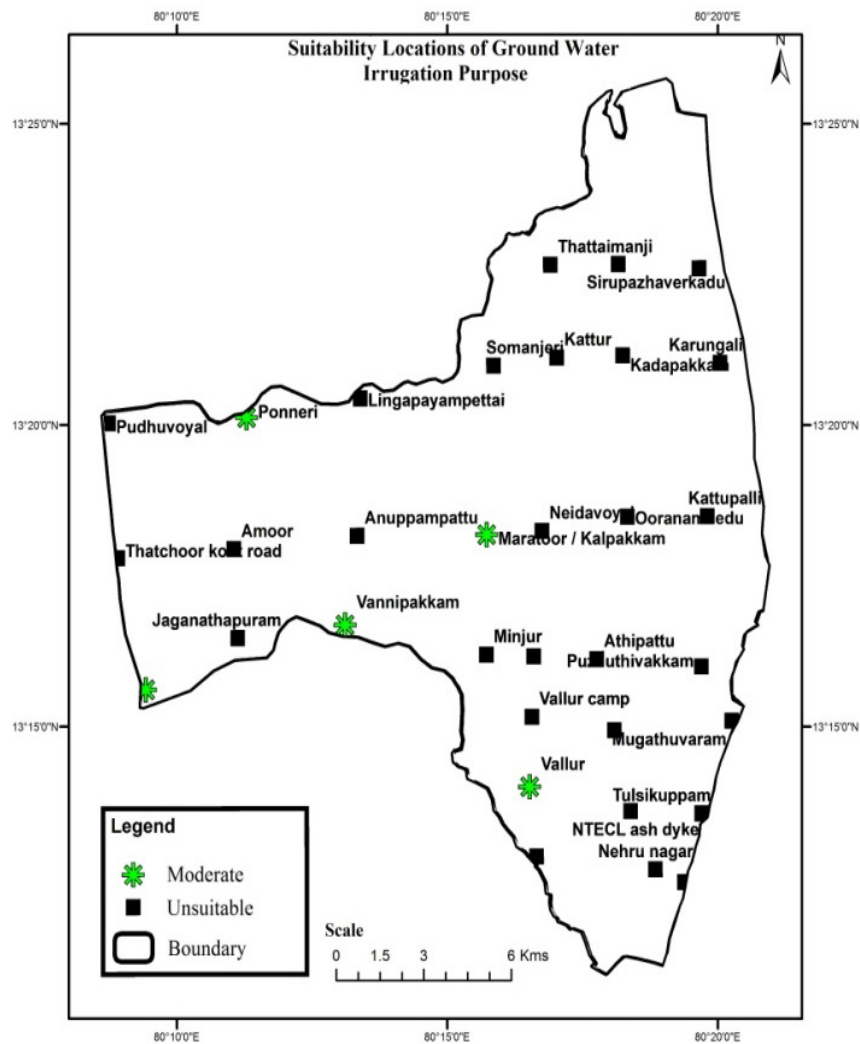 80°10'0"E
80°15'0"E
80°20'0"E
Suitability Locations of Ground Water
Irrugation Purpose
N
13°25'0"N
13°25'0"N
Thattaimanji
Sirupazhaverkadu
Somanjeri
Kattur
Karungali
Kadapakkam
Lingapayampettai
Ponneri
13°20'0"N
13°20'0"N
Pudhuvoyal
Kattupalli
Neidavoyal
Anuppampattu
Amoor
Maratoor / Kalpakkam
Thatchoor road
Vannipakkam
Jaganathapuram
Minjur
Athipattu
Puzhuthivakkam
Vallur camp
13°15'0"N
13°15'0"N
Mugathuvaram
Vallur
Tulsikuppam
NTECL ash dyke
Nehru nagar
Legend
Moderate
Unsuitable
Boundary
Scale
0 1.5 3 6 Kms
80°10'0"E
80°15'0"E
80°20'0"E